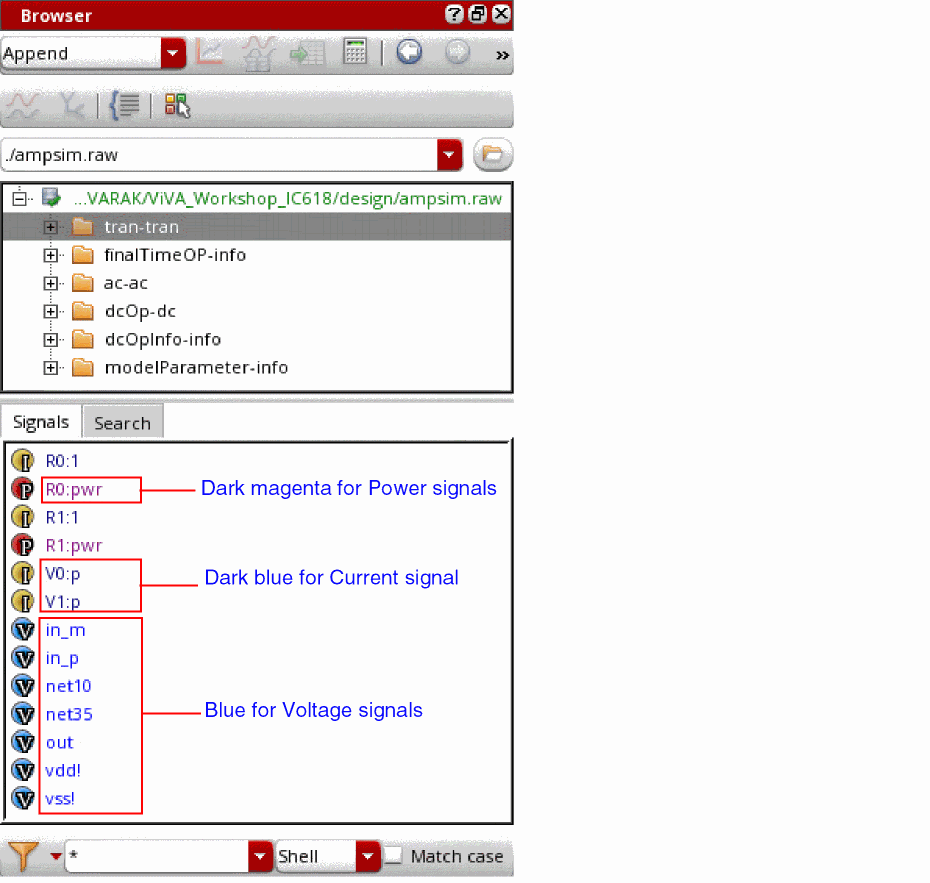 Browser
Append
»
./ampsim.raw
...VARAK/ViVA_Workshop_IC618/design/ampsim.raw
tran-tran
finalTimeOP-info
ac-ac
dcOp-dc
dcOpInfo-info
modelParameter-info
Signals Search
I R0:1
P R0:pwr Dark magenta for Power signals
I R1:1
P R1:pwr
I V0:p Dark blue for Current signal
I V1:p
V in_m
V in_p
V net10
V net35 Blue for Voltage signals
V out
V vdd!
V vss!
* Shell Match case